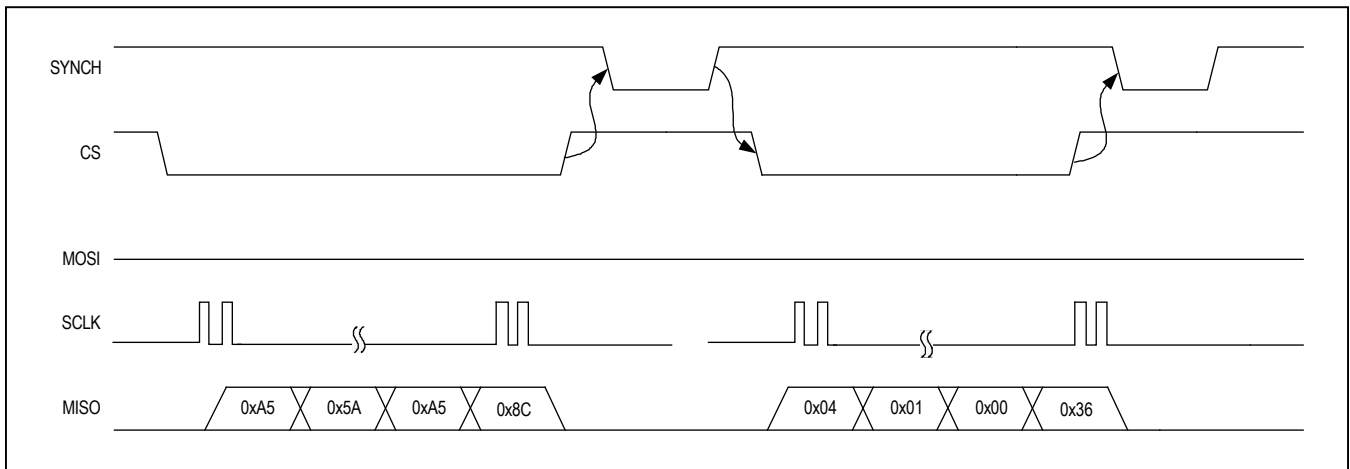 SYNCH
CS
MOSI
SCLK
MISO 0xA5 0x5A 0xA5 0x8C 0x04 0x01 0x00 0x36